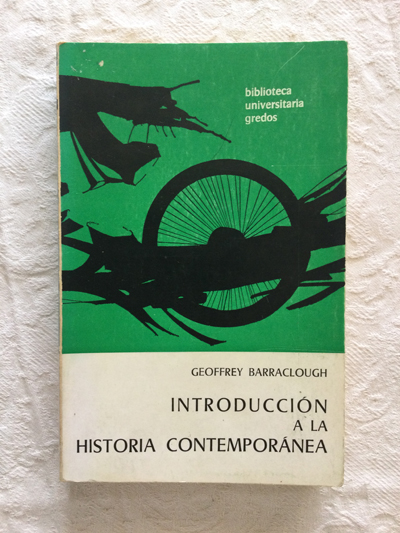 biblioteca
universitaria
gredos
GEOFFREY BARRACLOUGH
INTRODUCCIÓN
A LA
HISTORIA CONTEMPORÁNEA